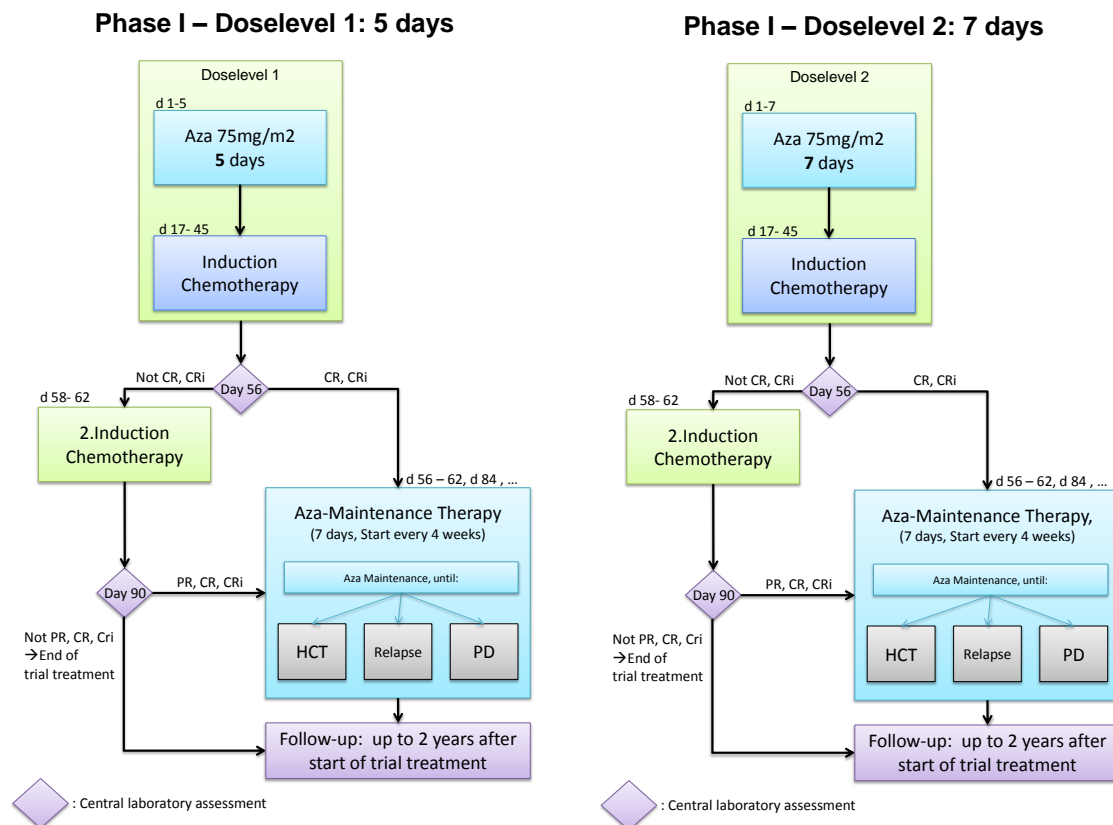 Phase I – Doselevel 1: 5 days
Doselevel 1
d 1-5
Aza 75mg/m2
5 days
d 17- 45
Induction
Chemotherapy
Not CR, CRi
Day 56
CR, CRi
d 58- 62
2.Induction
Chemotherapy
d 56 – 62, d 84 , ...
Aza-Maintenance Therapy
(7 days, Start every 4 weeks)
Aza Maintenance, until:
Day 90
PR, CR, CRi
HCT
Relapse
PD
Not PR, CR, Cri
→End of
trial treatment
Follow-up: up to 2 years after
start of trial treatment
: Central laboratory assessment
Phase I – Doselevel 2: 7 days
Doselevel 2
d 1-7
Aza 75mg/m2
7 days
d 17- 45
Induction
Chemotherapy
Not CR, CRi
Day 56
CR, CRi
d 58- 62
2.Induction
Chemotherapy
d 56 – 62, d 84 , ...
Aza-Maintenance Therapy,
(7 days, Start every 4 weeks)
Aza Maintenance, until:
Day 90
PR, CR, CRi
HCT
Relapse
PD
Not PR, CR, Cri
→End of
trial treatment
Follow-up: up to 2 years after
start of trial treatment
: Central laboratory assessment